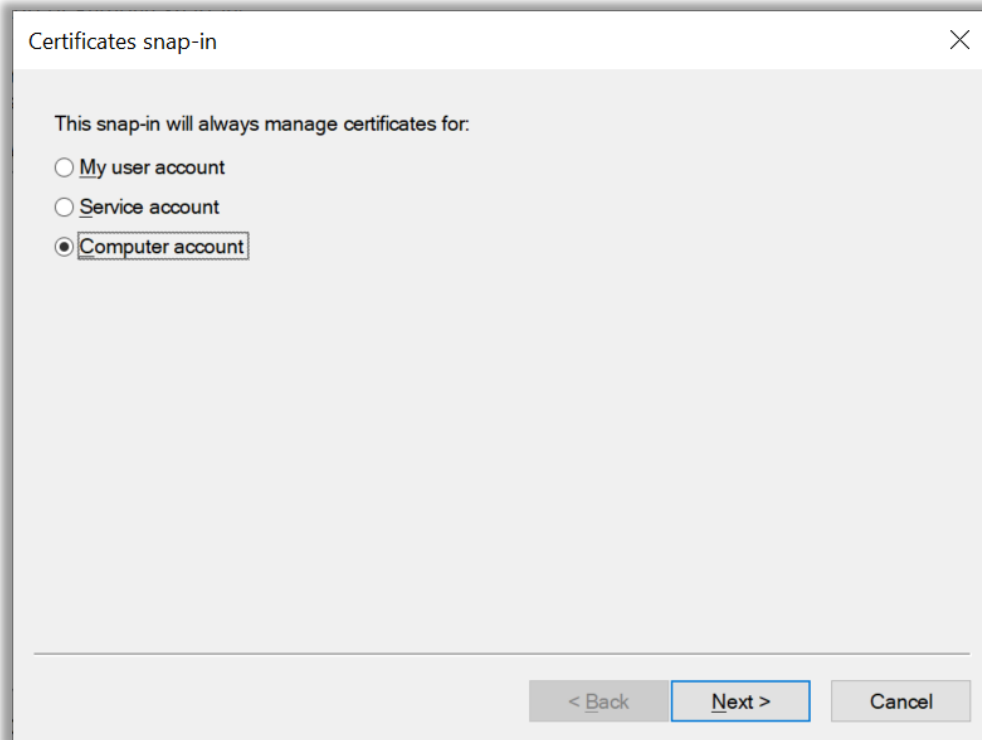 Certificates snap-in
This snap-in will always manage certificates for:
My user account
Service account
Computer account
< Back Next > Cancel